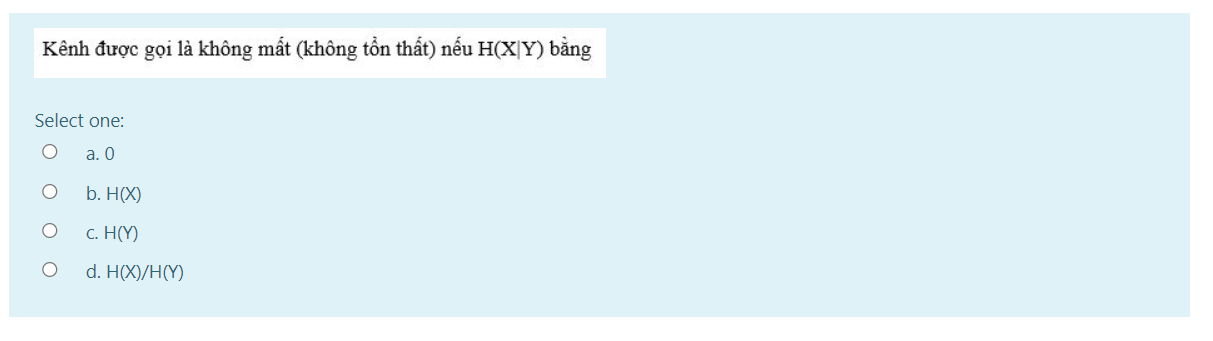 Kênh được gọi là không mất (không tổn thất) nếu H(X|Y) bằng
Select one:
a. 0
b. H(X)
c. H(Y)
d. H(X)/H(Y)